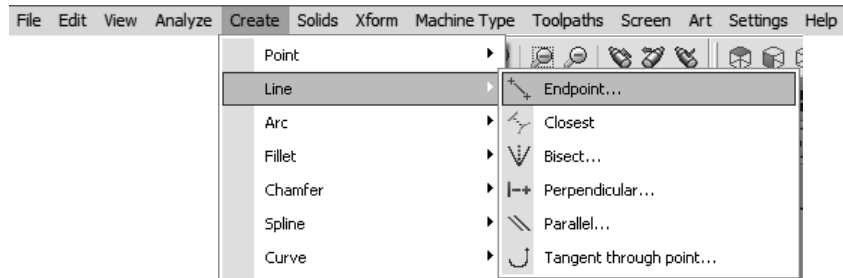 File Edit View Analyze Create Solids Xform Machine Type Toolpaths Screen Art Settings Help
Point
Line
Endpoint...
Arc
Closest
Fillet
Bisect...
Chamfer
Perpendicular...
Spline
Parallel...
Curve
Tangent through point...